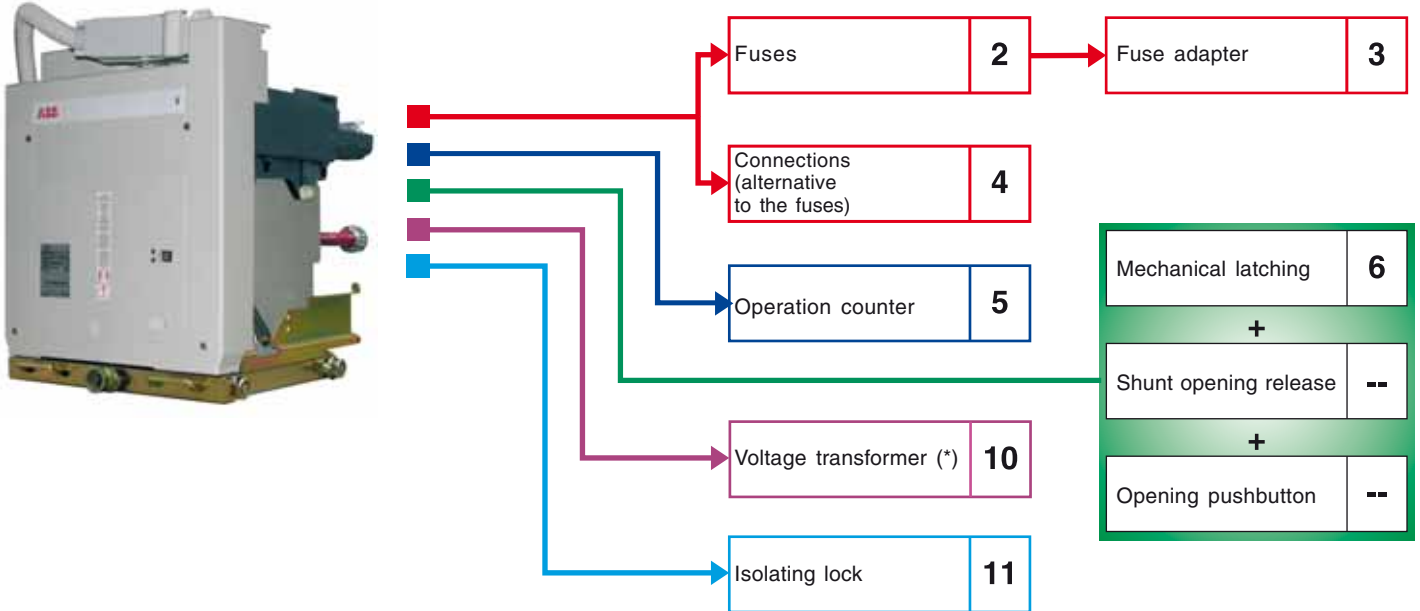 ABB
Fuses 2
Fuse adapter 3
Connections
(alternative
to the fuses) 4
Operation counter 5
Mechanical latching 6
+
Shunt opening release --
+
Opening pushbutton --
Voltage transformer (*) 10
Isolating lock 11